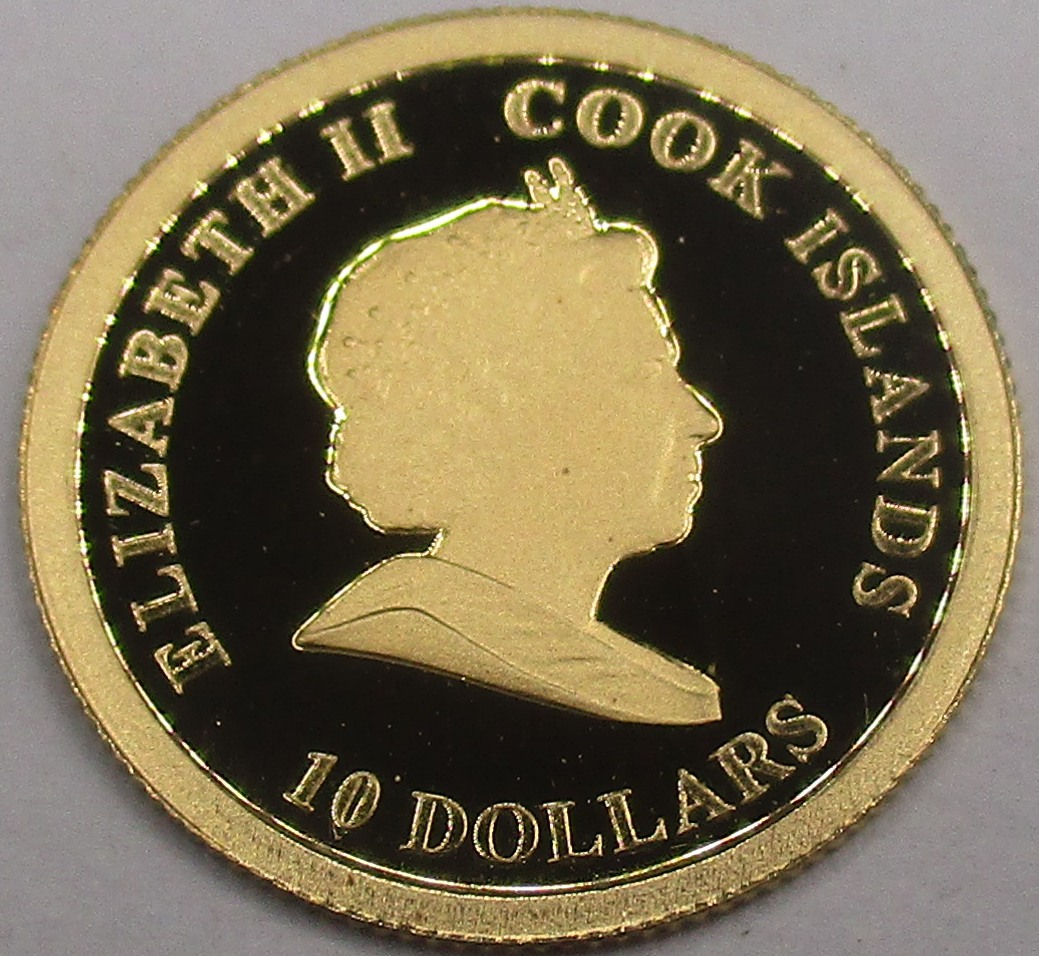 ELIZABETH II
COOK ISLANDS
10 DOLLARS